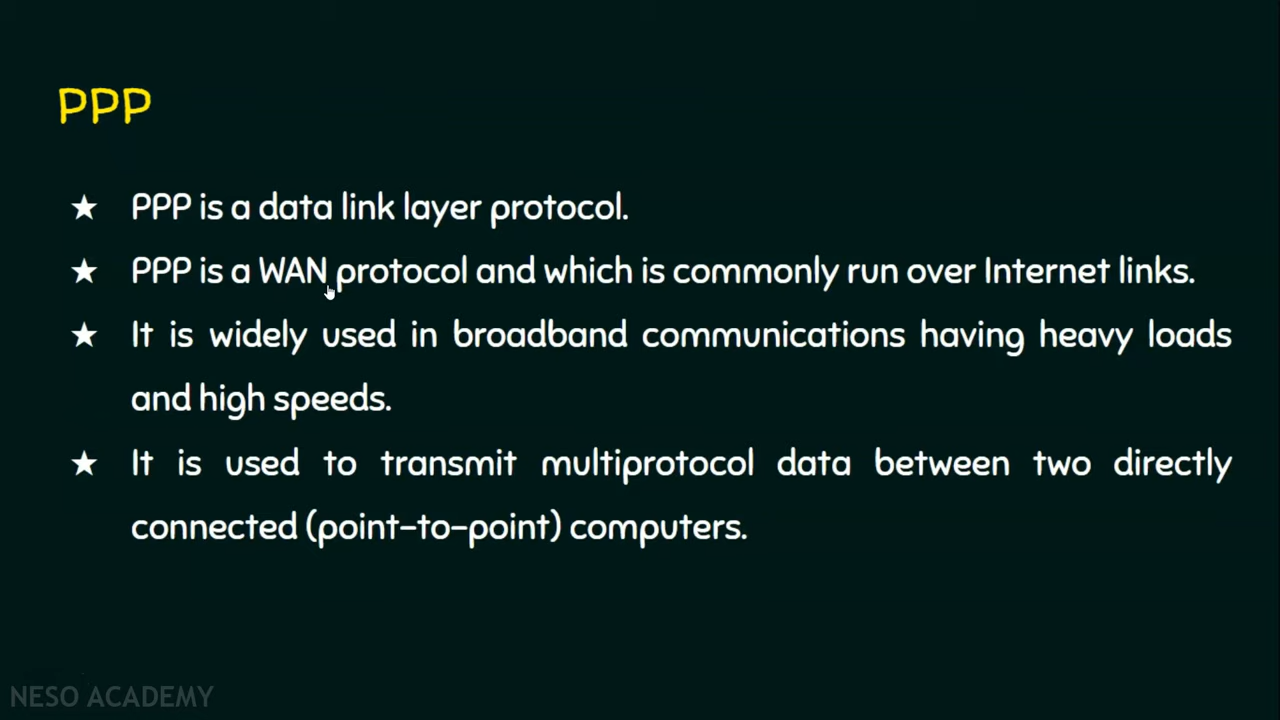 PPP
★ PPP is a data link layer protocol.
★ PPP is a WAN protocol and which is commonly run over Internet links.
★ It is widely used in broadband communications having heavy loads
and high speeds.
★ It is used to transmit multiprotocol data between two directly
connected (point-to-point) computers.
NESO ACADEMY